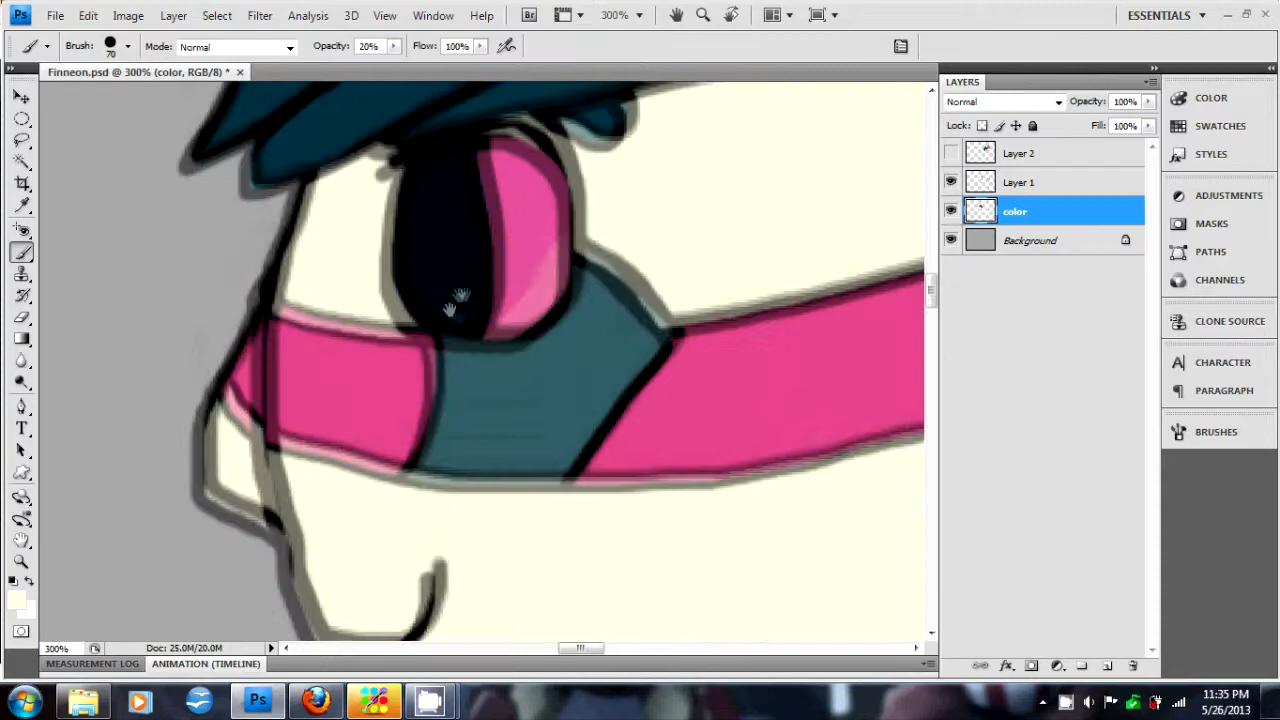 Ps File Edit Image Layer Select Filter Analysis 3D View Window Help Br 300% ESSENTIALS
Brush: 70 Mode: Normal Opacity: 20% Flow: 100%
Finneon.psd @ 300% (color, RGB/8) *
LAYERS
Normal Opacity: 100%
Lock: Fill: 100%
Layer 2
Layer 1
color
Background
COLOR
SWATCHES
STYLES
ADJUSTMENTS
MASKS
PATHS
CHANNELS
CLONE SOURCE
CHARACTER
PARAGRAPH
BRUSHES
300% Doc: 25.0M/20.0M
MEASUREMENT LOG ANIMATION (TIMELINE)
Ps
11:35 PM
5/26/2013